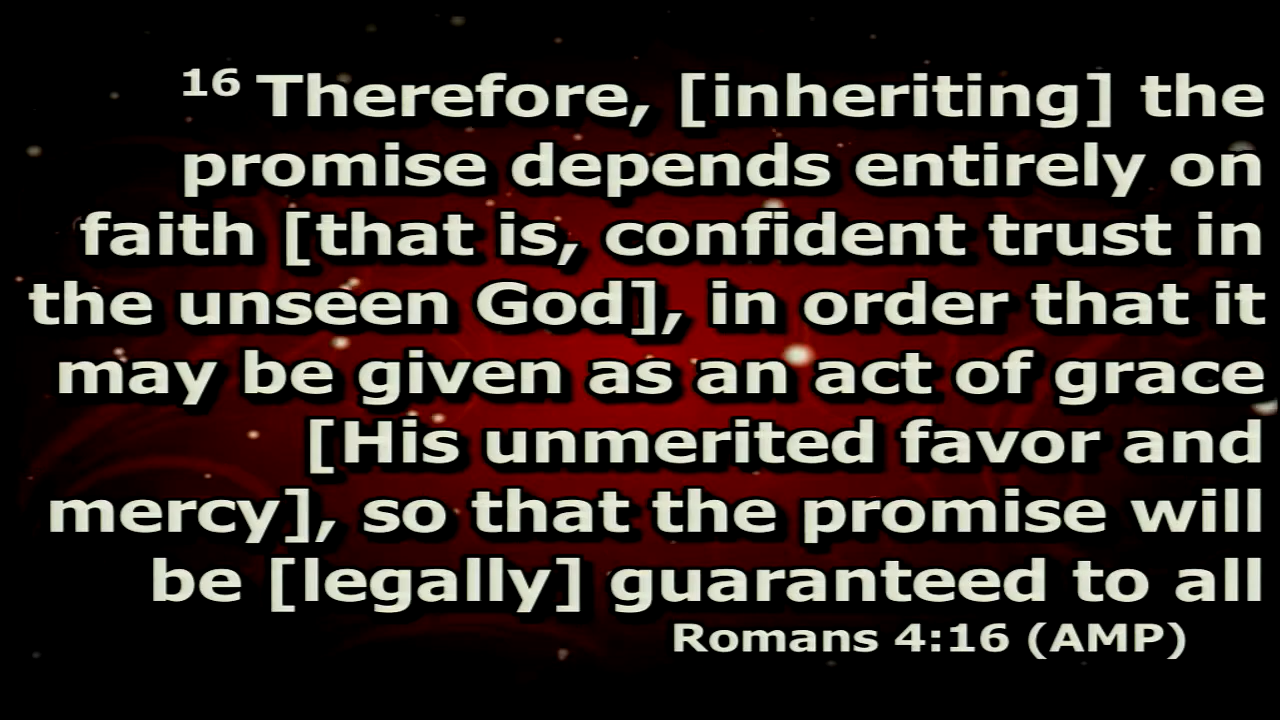 16 Therefore, [inheriting] the
promise depends entirely on
faith [that is, confident trust in
the unseen God], in order that it
may be given as an act of grace
[His unmerited favor and
mercy], so that the promise will
be [legally] guaranteed to all
Romans 4:16 (AMP)